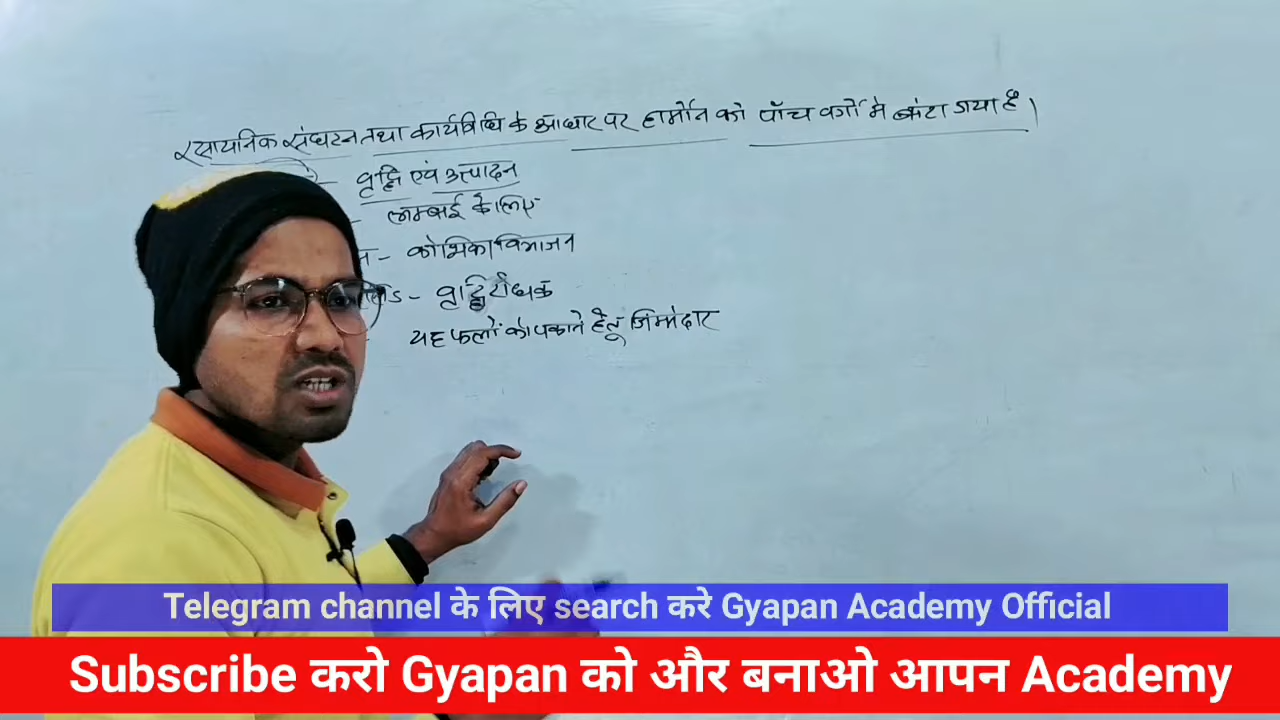 रसायनिक संघटन तथा कार्यविधि के आधार पर हार्मोन को पाँच वर्गो में बांटा गया है।
- वृद्धि एवं उत्पादन
- लम्बाई के लिए
न - कोशिका विभाजन
- वृद्धिरोधक
यह फलों को पकाने हेतू जिम्मेदार
Telegram channel के लिए search करे Gyapan Academy Official
Subscribe करो Gyapan को और बनाओ आपन Academy